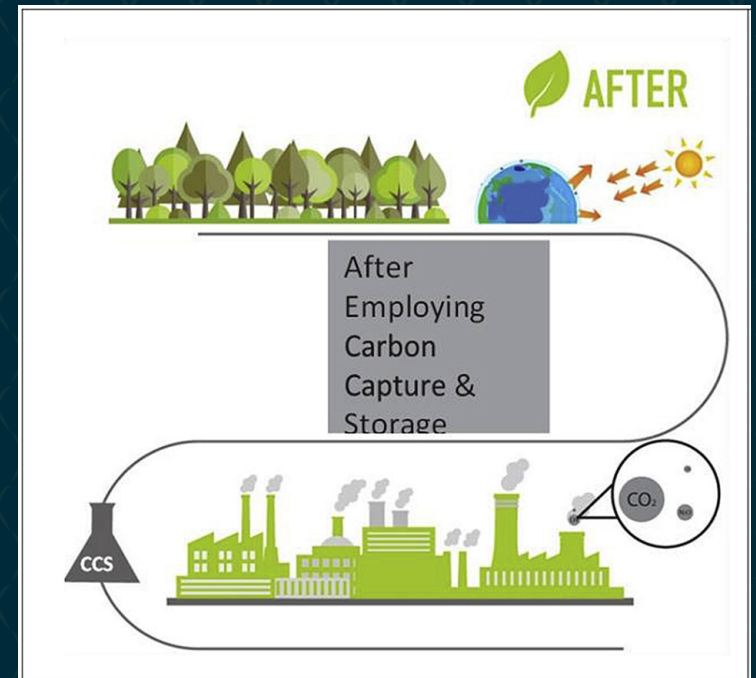 AFTER
After
Employing
Carbon
Capture &
Storage
CO₂
CCS